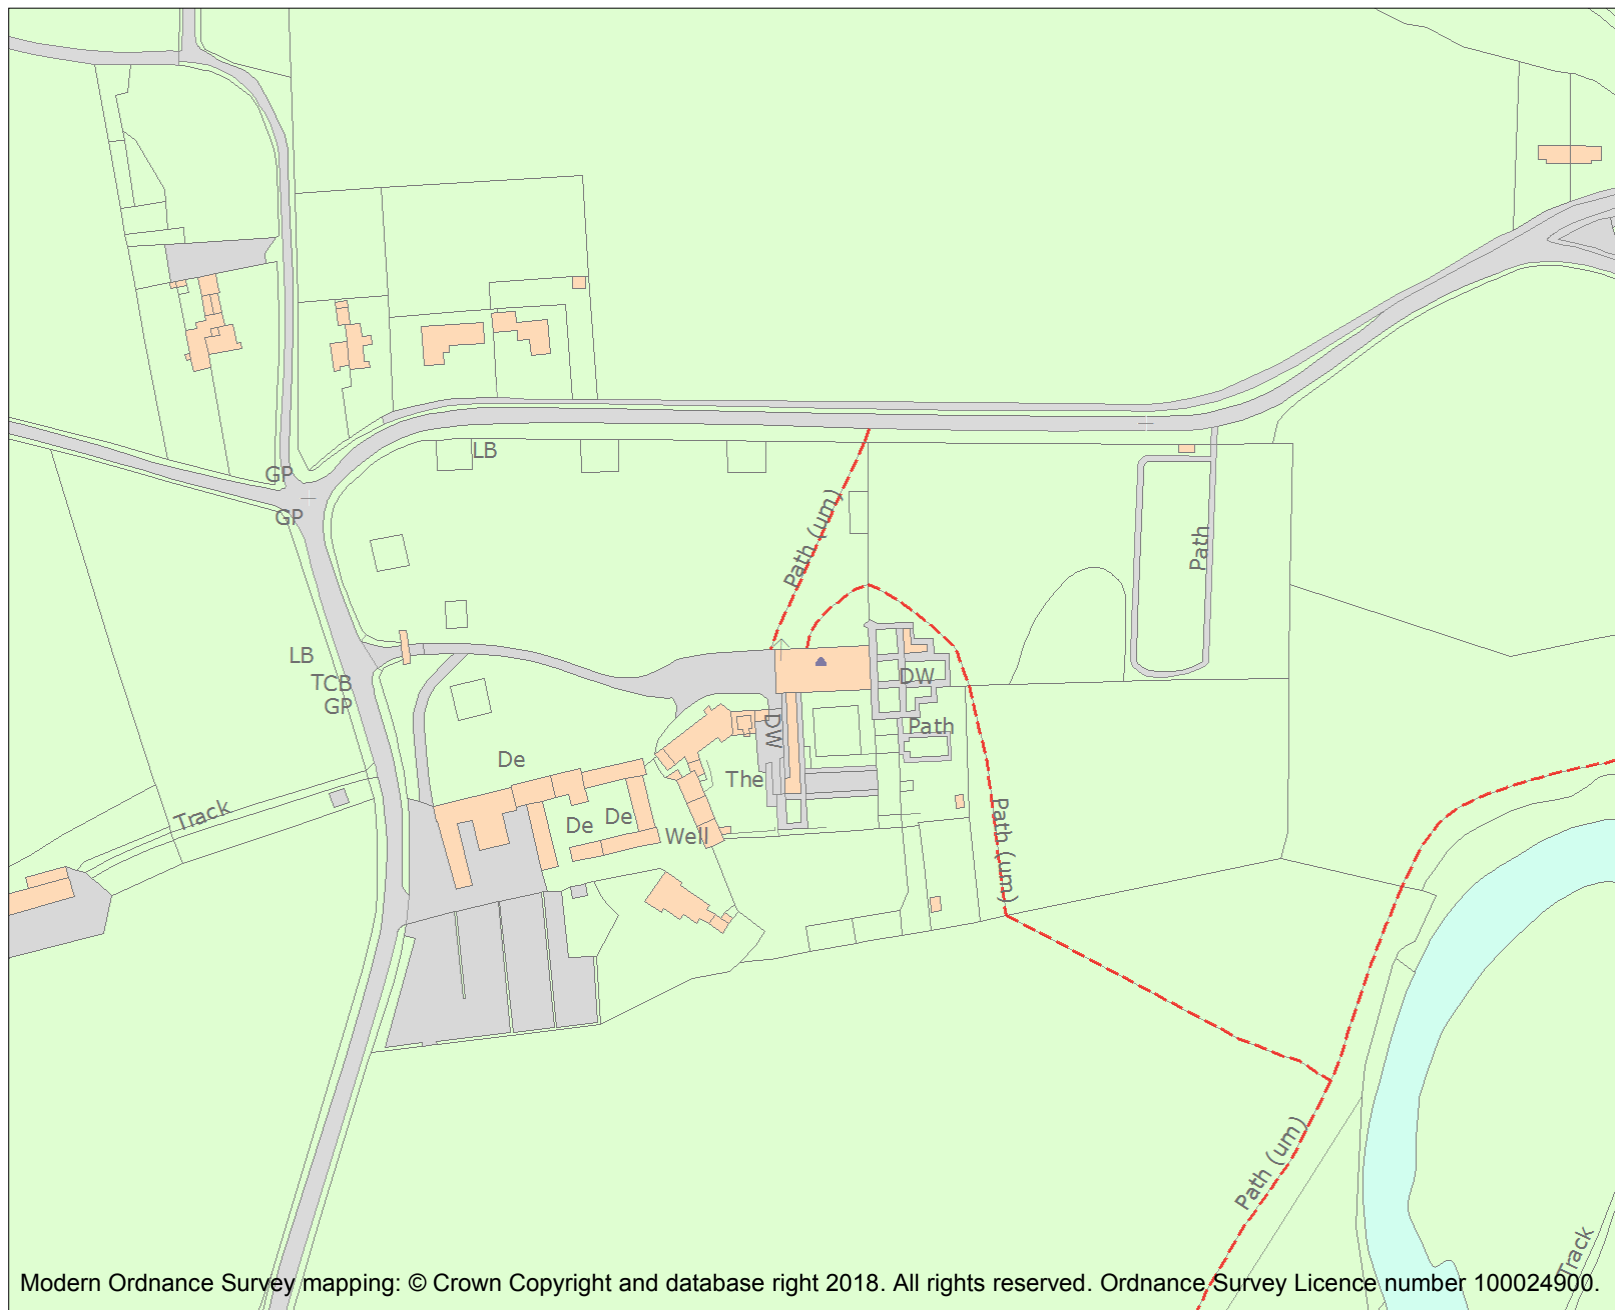 LB
GP
Path (um)
GP
Path
LB
TCB
DW
GP
Path
DW
De
The
Track
De
De
Well
Path (um)
Path (um)
Track
Modern Ordnance Survey mapping: © Crown Copyright and database right 2018. All rights reserved. Ordnance Survey Licence number 100024900.